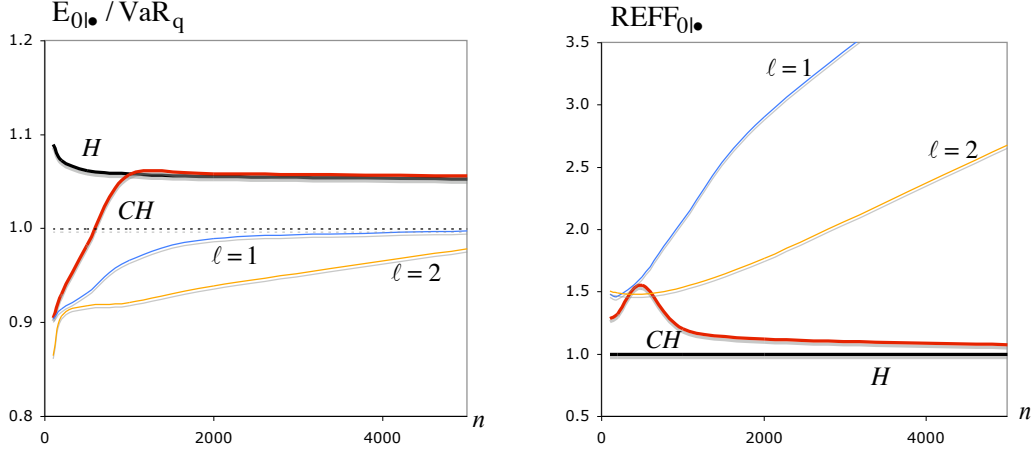 E0|• / VaRq
1.2
1.1
1.0
0.9
0.8
0
2000
4000
n
H
CH
ℓ = 1
ℓ = 2
REFF0|•
3.5
3.0
2.5
2.0
1.5
1.0
0.5
0
2000
4000
n
ℓ = 1
ℓ = 2
CH
H